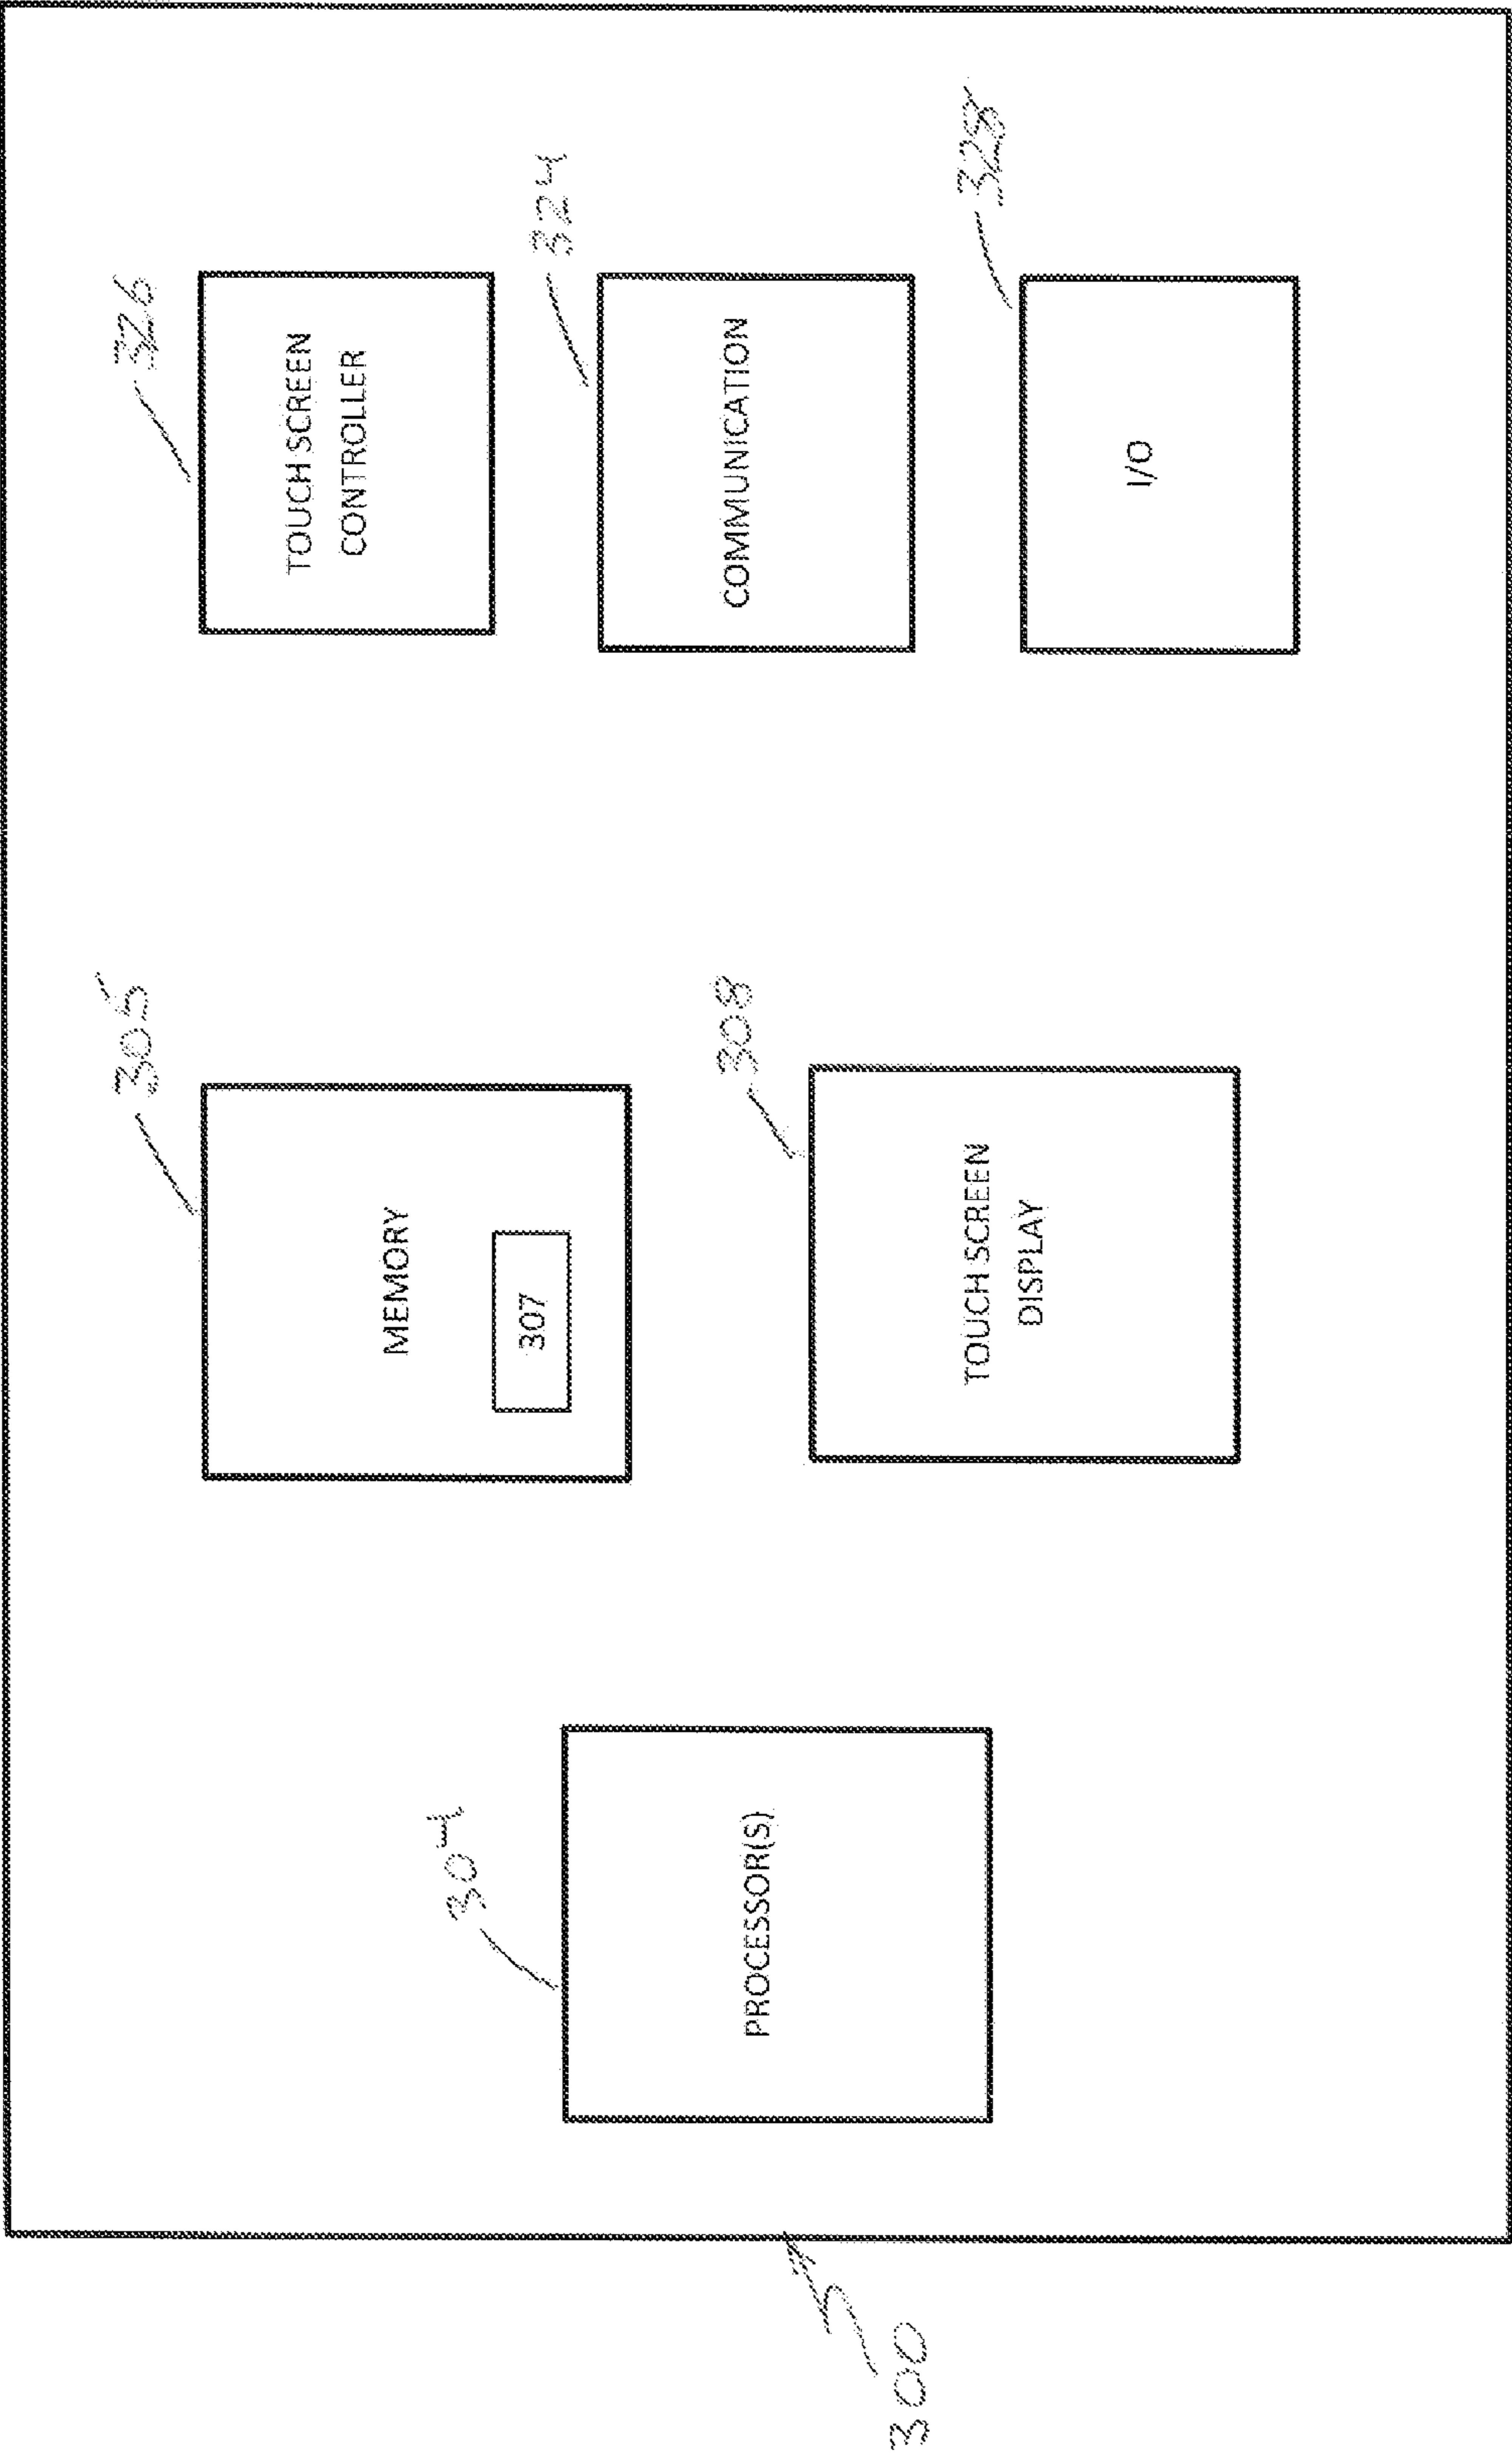 326
TOUCH SCREEN
CONTROLLER
305
MEMORY
307
324
COMMUNICATION
304
PROCESSOR(S)
308
TOUCH SCREEN
DISPLAY
328
I/O
300